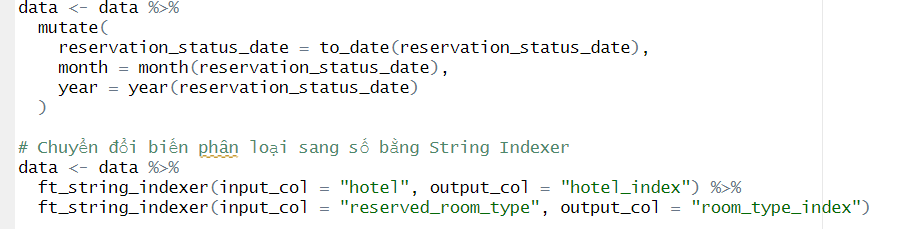 data <- data %>%
  mutate(
    reservation_status_date = to_date(reservation_status_date),
    month = month(reservation_status_date),
    year = year(reservation_status_date)
  )

# Chuyển đổi biến phân loại sang số bằng String Indexer
data <- data %>%
  ft_string_indexer(input_col = "hotel", output_col = "hotel_index") %>%
  ft_string_indexer(input_col = "reserved_room_type", output_col = "room_type_index")